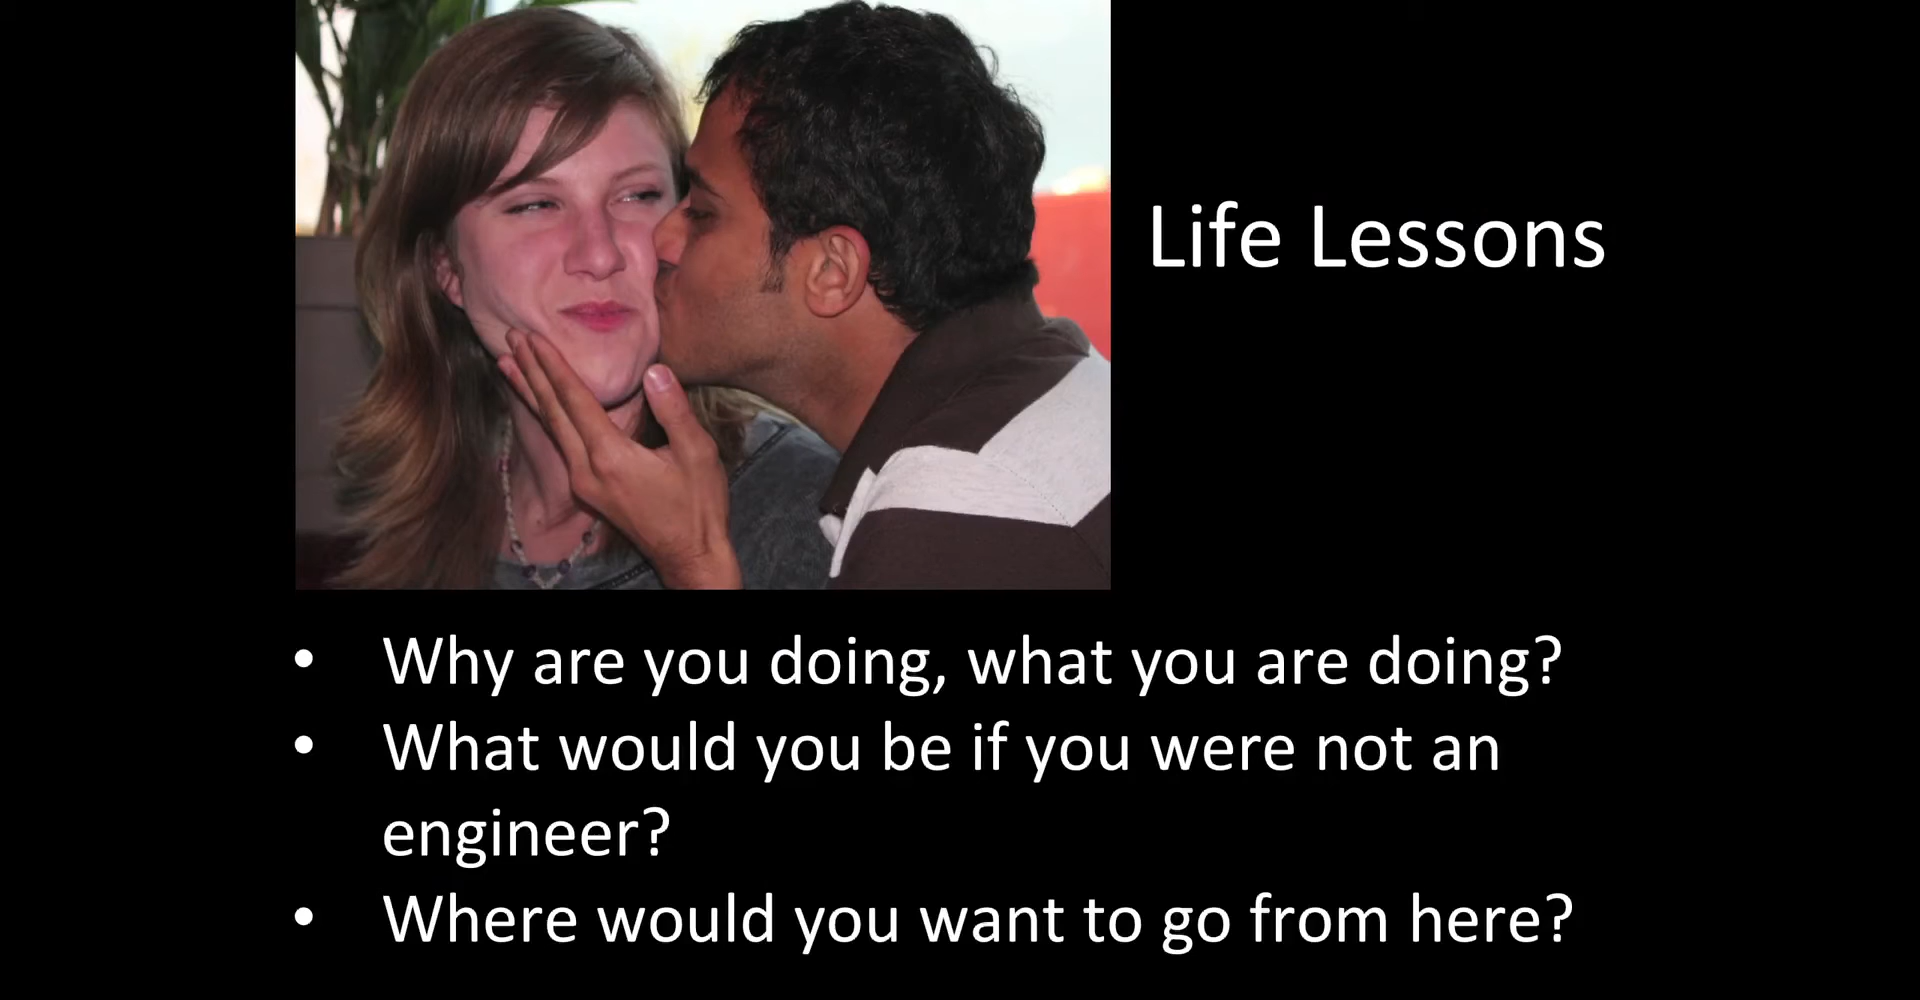 Life Lessons
• Why are you doing, what you are doing?
• What would you be if you were not an
engineer?
• Where would you want to go from here?